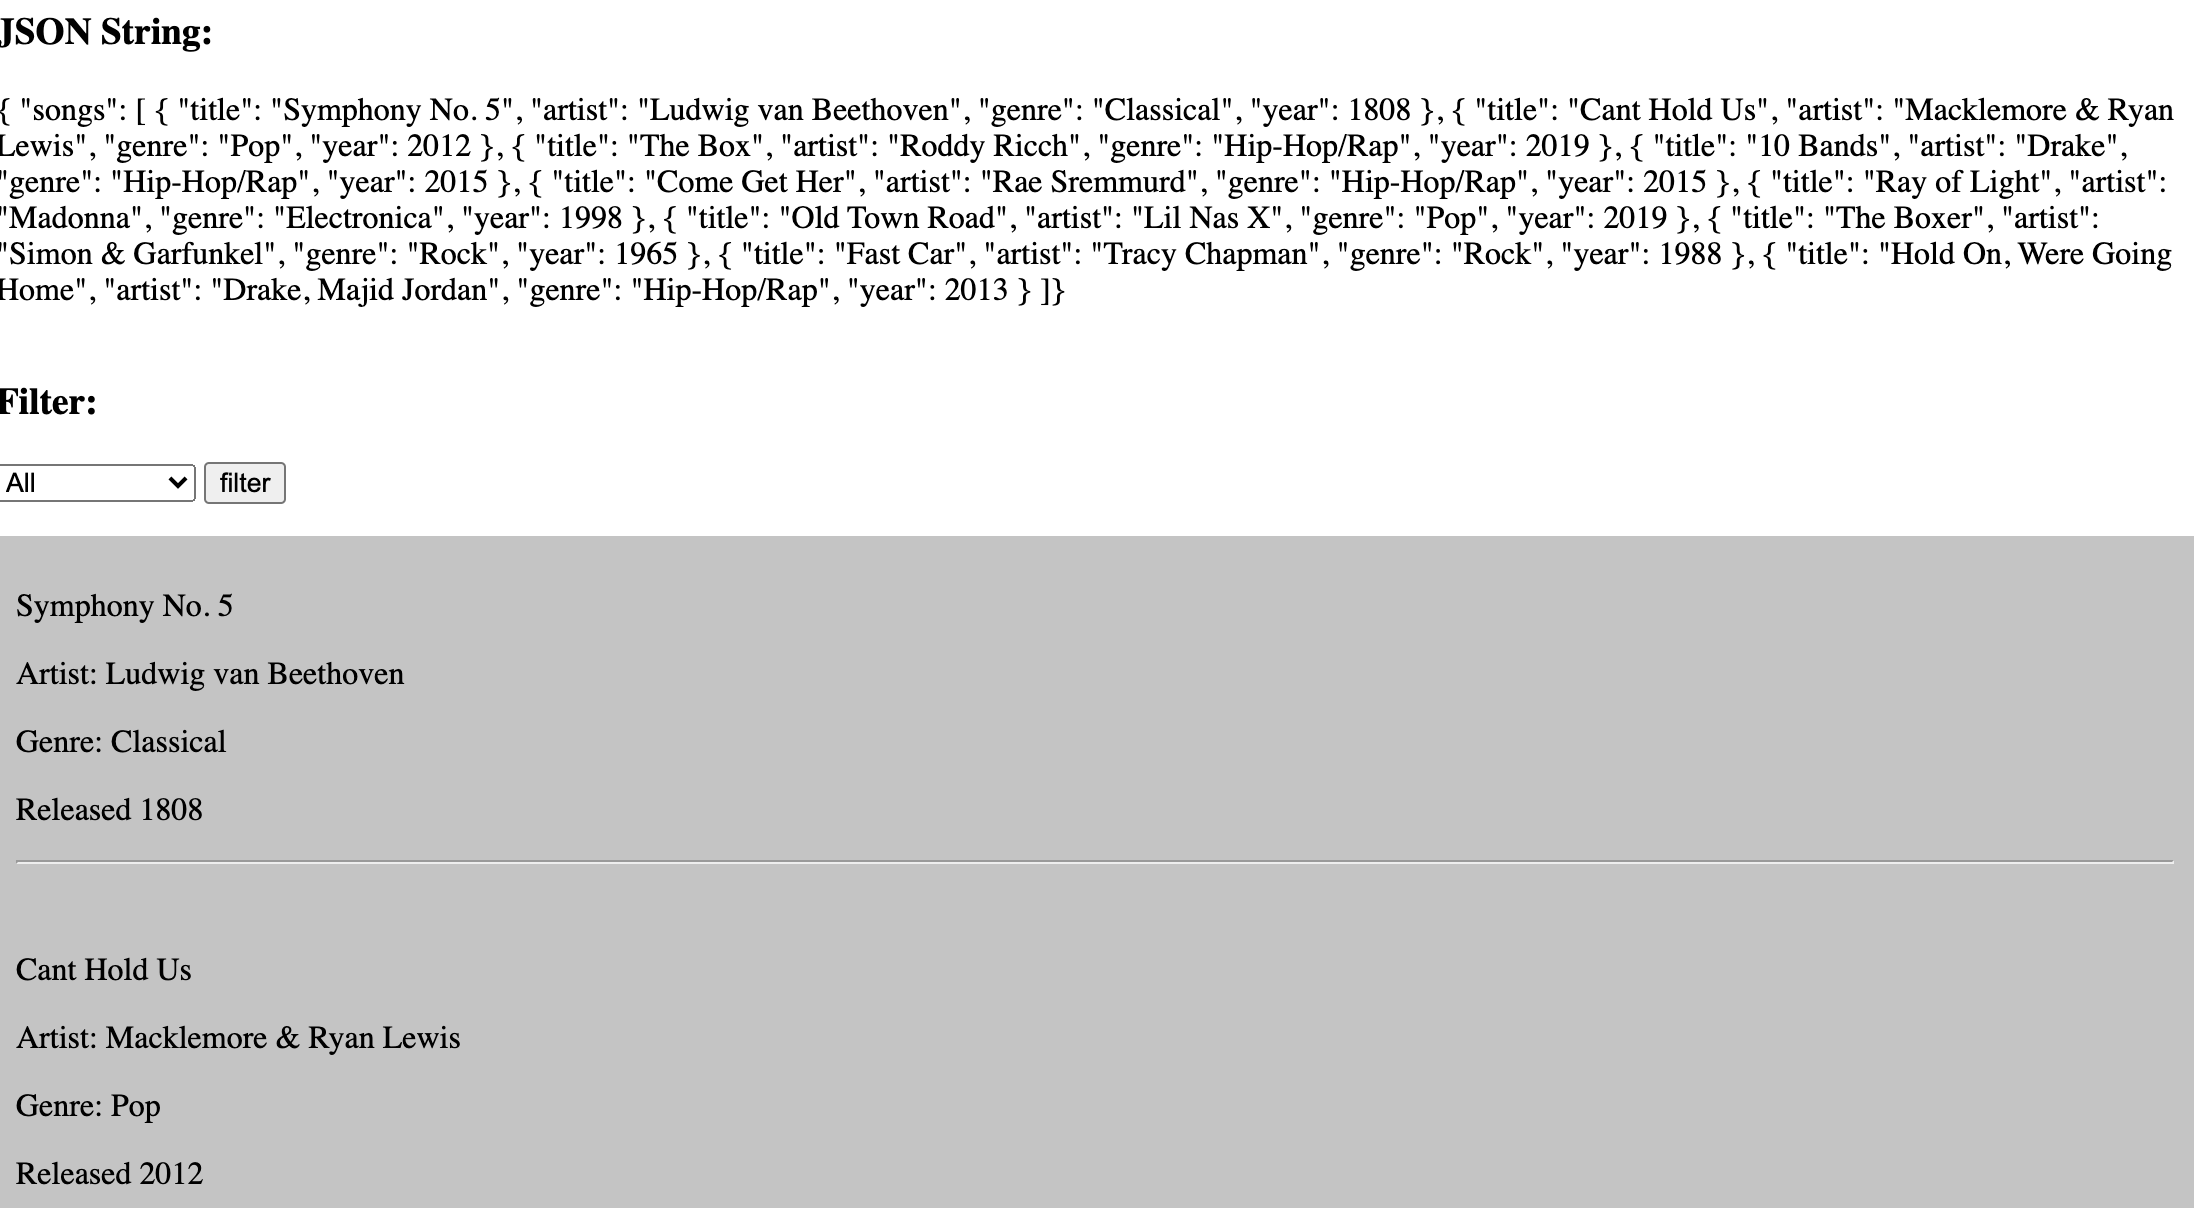 JSON String:
{ "songs": [ { "title": "Symphony No. 5", "artist": "Ludwig van Beethoven", "genre": "Classical", "year": 1808 }, { "title": "Cant Hold Us", "artist": "Macklemore & Ryan
Lewis", "genre": "Pop", "year": 2012 }, { "title": "The Box", "artist": "Roddy Ricch", "genre": "Hip-Hop/Rap", "year": 2019 }, { "title": "10 Bands", "artist": "Drake",
"genre": "Hip-Hop/Rap", "year": 2015 }, { "title": "Come Get Her", "artist": "Rae Sremmurd", "genre": "Hip-Hop/Rap", "year": 2015 }, { "title": "Ray of Light", "artist":
"Madonna", "genre": "Electronica", "year": 1998 }, { "title": "Old Town Road", "artist": "Lil Nas X", "genre": "Pop", "year": 2019 }, { "title": "The Boxer", "artist":
"Simon & Garfunkel", "genre": "Rock", "year": 1965 }, { "title": "Fast Car", "artist": "Tracy Chapman", "genre": "Rock", "year": 1988 }, { "title": "Hold On, Were Going
Home", "artist": "Drake, Majid Jordan", "genre": "Hip-Hop/Rap", "year": 2013 } ]}
Filter:
All filter
Symphony No. 5
Artist: Ludwig van Beethoven
Genre: Classical
Released 1808
Cant Hold Us
Artist: Macklemore & Ryan Lewis
Genre: Pop
Released 2012